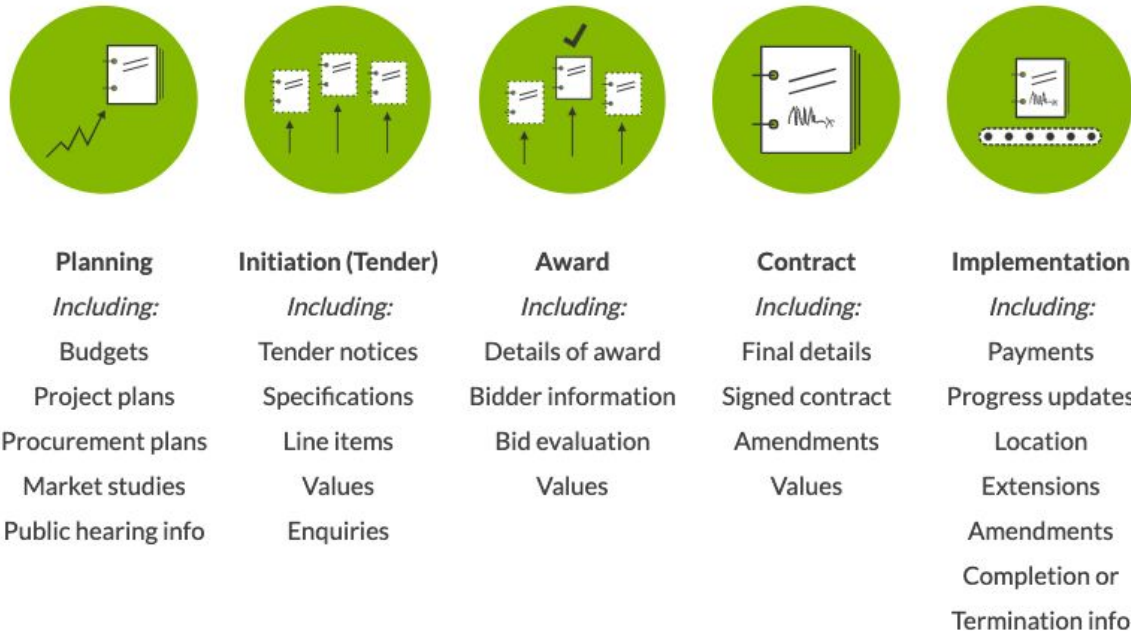 Planning
Including:
Budgets
Project plans
Procurement plans
Market studies
Public hearing info
Initiation (Tender)
Including:
Tender notices
Specifications
Line items
Values
Enquiries
Award
Including:
Details of award
Bidder information
Bid evaluation
Values
Contract
Including:
Final details
Signed contract
Amendments
Values
Implementation
Including:
Payments
Progress updates
Location
Extensions
Amendments
Completion or
Termination info